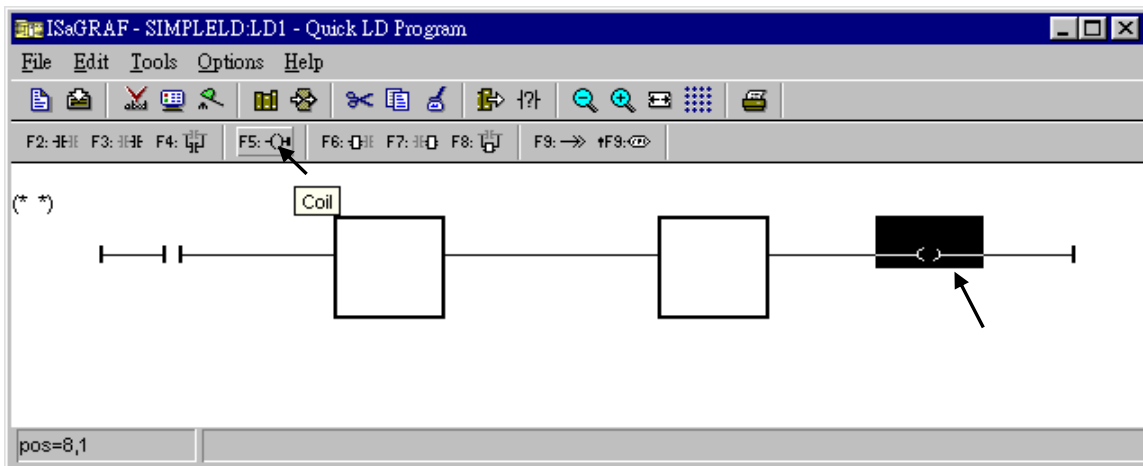 ISaGRAF - SIMPLELD:LD1 - Quick LD Program
File Edit Tools Options Help
F2: F3: F4: F5: F6: F7: F8: F9: F9:
Coil
(* *)
pos=8,1